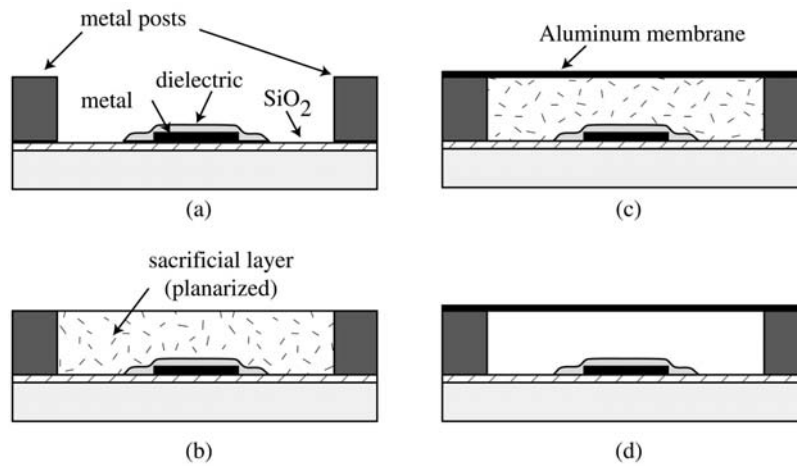 metal posts
dielectric
metal
SiO2
(a)
Aluminum membrane
(c)
sacrificial layer
(planarized)
(b)
(d)